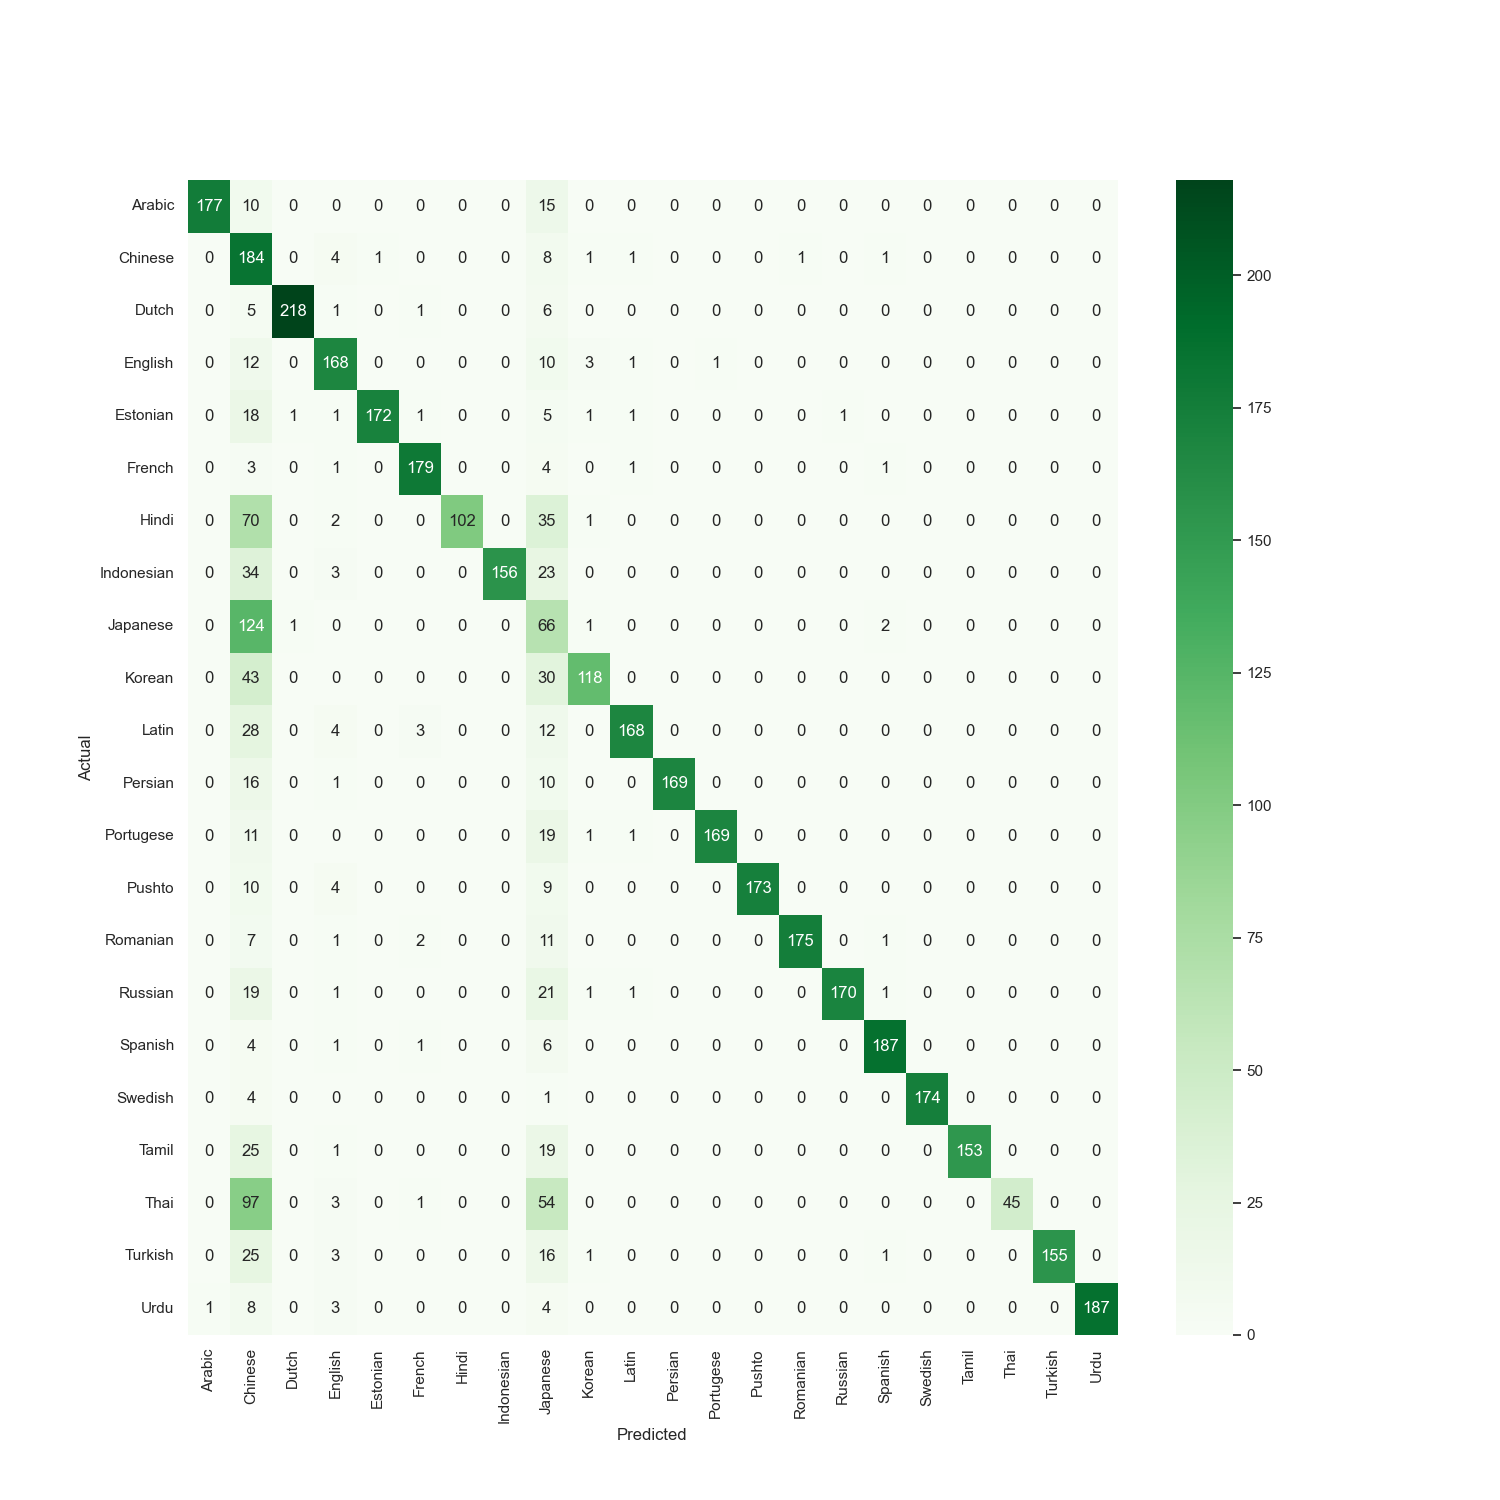 Arabic 177 10 0 0 0 0 0 0 15 0 0 0 0 0 0 0 0 0 0 0 0 0
Chinese 0 184 0 4 1 0 0 0 8 1 1 0 0 0 1 0 1 0 0 0 0 0
Dutch 0 5 218 1 0 1 0 0 6 0 0 0 0 0 0 0 0 0 0 0 0 0
English 0 12 0 168 0 0 0 0 10 3 1 0 1 0 0 0 0 0 0 0 0 0
Estonian 0 18 1 1 172 1 0 0 5 1 1 0 0 0 0 1 0 0 0 0 0 0
French 0 3 0 1 0 179 0 0 4 0 1 0 0 0 0 0 1 0 0 0 0 0
Hindi 0 70 0 2 0 0 102 0 35 1 0 0 0 0 0 0 0 0 0 0 0 0
Indonesian 0 34 0 3 0 0 0 156 23 0 0 0 0 0 0 0 0 0 0 0 0 0
Japanese 0 124 1 0 0 0 0 0 66 1 0 0 0 0 0 0 2 0 0 0 0 0
Korean 0 43 0 0 0 0 0 0 30 118 0 0 0 0 0 0 0 0 0 0 0 0
Latin 0 28 0 4 0 3 0 0 12 0 168 0 0 0 0 0 0 0 0 0 0 0
Persian 0 16 0 1 0 0 0 0 10 0 0 169 0 0 0 0 0 0 0 0 0 0
Portugese 0 11 0 0 0 0 0 0 19 1 1 0 169 0 0 0 0 0 0 0 0 0
Pushto 0 10 0 4 0 0 0 0 9 0 0 0 0 173 0 0 0 0 0 0 0 0
Romanian 0 7 0 1 0 2 0 0 11 0 0 0 0 0 175 0 1 0 0 0 0 0
Russian 0 19 0 1 0 0 0 0 21 1 1 0 0 0 0 170 1 0 0 0 0 0
Spanish 0 4 0 1 0 1 0 0 6 0 0 0 0 0 0 0 187 0 0 0 0 0
Swedish 0 4 0 0 0 0 0 0 1 0 0 0 0 0 0 0 0 174 0 0 0 0
Tamil 0 25 0 1 0 0 0 0 19 0 0 0 0 0 0 0 0 0 153 0 0 0
Thai 0 97 0 3 0 1 0 0 54 0 0 0 0 0 0 0 0 0 0 45 0 0
Turkish 0 25 0 3 0 0 0 0 16 1 0 0 0 0 0 0 1 0 0 0 155 0
Urdu 1 8 0 3 0 0 0 0 4 0 0 0 0 0 0 0 0 0 0 0 0 187
Actual
Arabic Chinese Dutch English Estonian French Hindi Indonesian Japanese Korean Latin Persian Portugese Pushto Romanian Russian Spanish Swedish Tamil Thai Turkish Urdu
Predicted
200
175
150
125
100
75
50
25
0